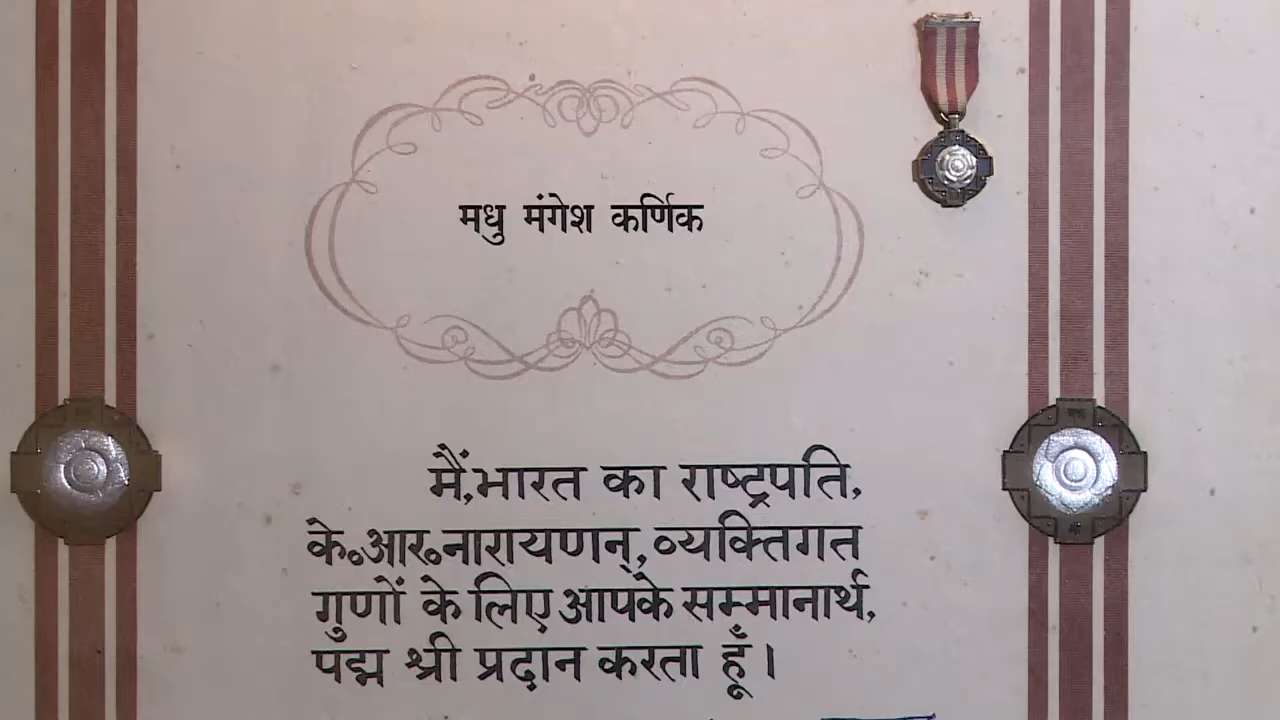 मधु मंगेश कर्णिक
मैं,भारत का राष्ट्रपति,
के॰आर॰नारायणन्,व्यक्तिगत
गुणों के लिए आपके सम्मानार्थ,
पद्म श्री प्रदान करता हूँ।